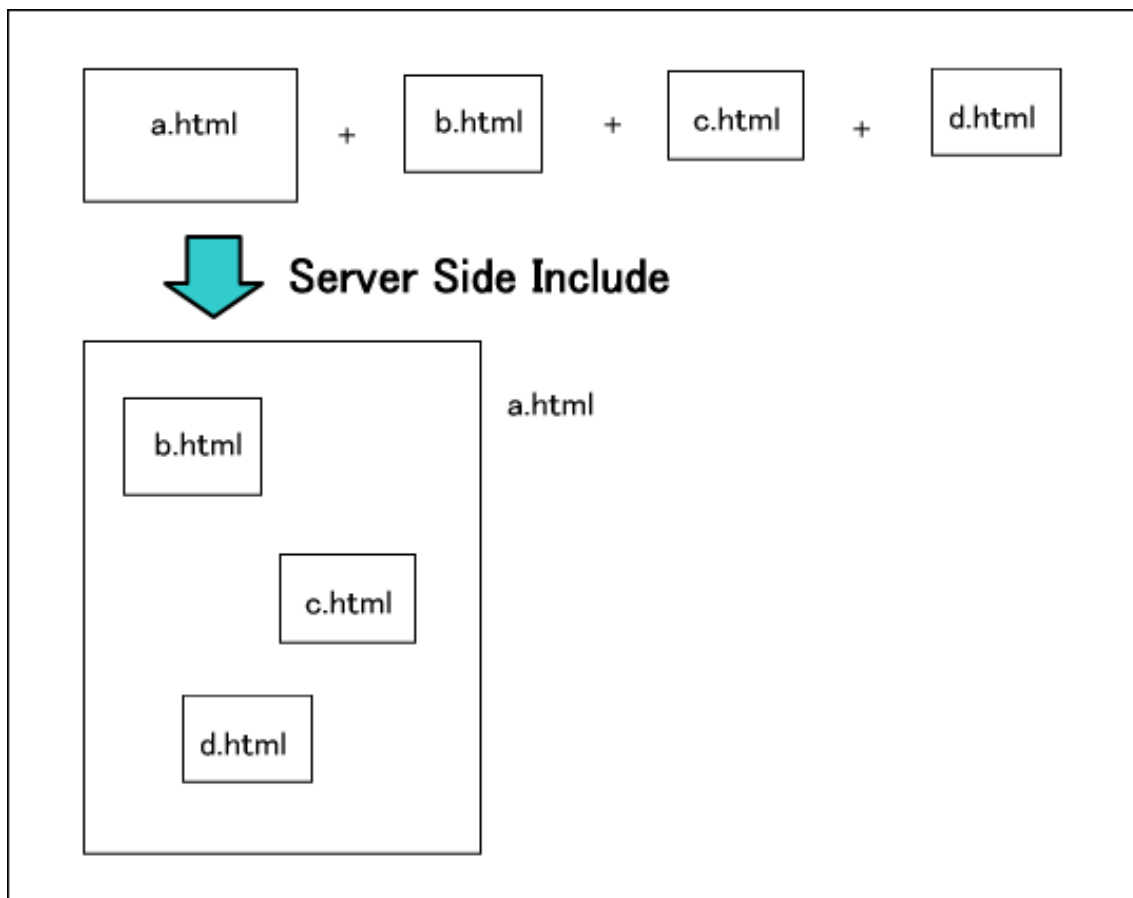 a.html + b.html + c.html + d.html
Server Side Include
a.html
b.html
c.html
d.html